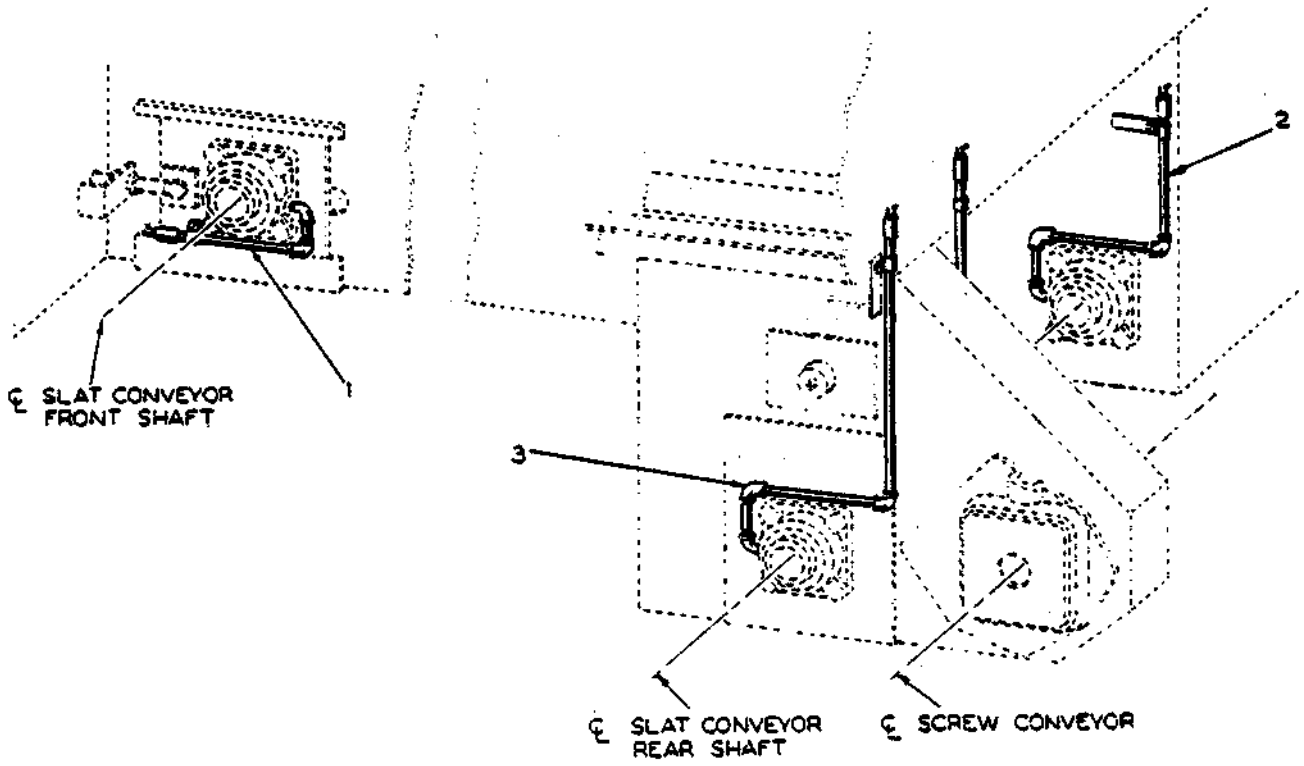 2
1
℄ SLAT CONVEYOR
FRONT SHAFT
3
℄ SLAT CONVEYOR
REAR SHAFT
℄ SCREW CONVEYOR